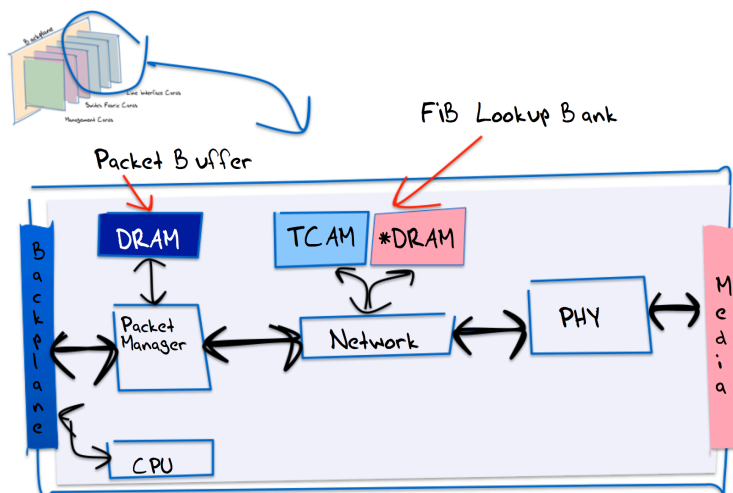 Backplane
Line Interface Cards
Switch Fabric Cards
Management Cards
FiB Lookup Bank
Packet Buffer
DRAM
TCAM
*DRAM
Backplane
Packet
Manager
Network
PHY
Media
CPU